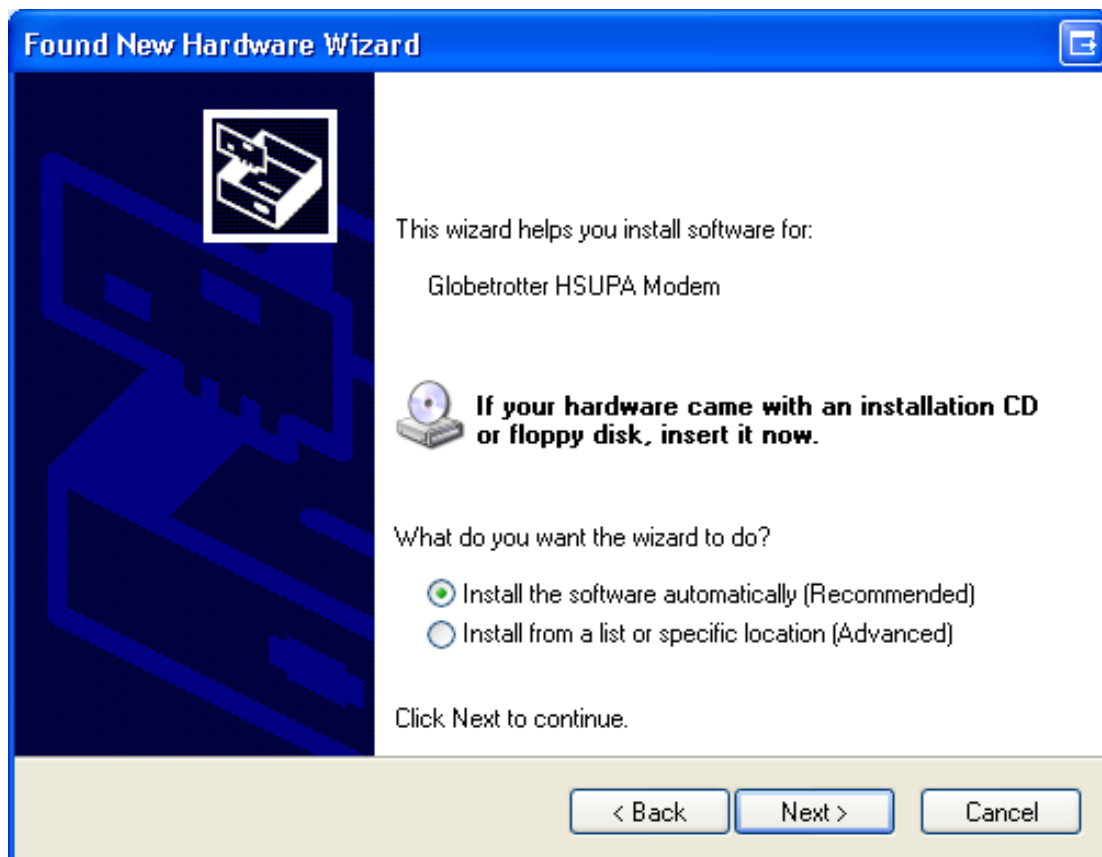 Found New Hardware Wizard
This wizard helps you install software for:
Globetrotter HSUPA Modem
If your hardware came with an installation CD
or floppy disk, insert it now.
What do you want the wizard to do?
Install the software automatically (Recommended)
Install from a list or specific location (Advanced)
Click Next to continue.
< Back
Next >
Cancel